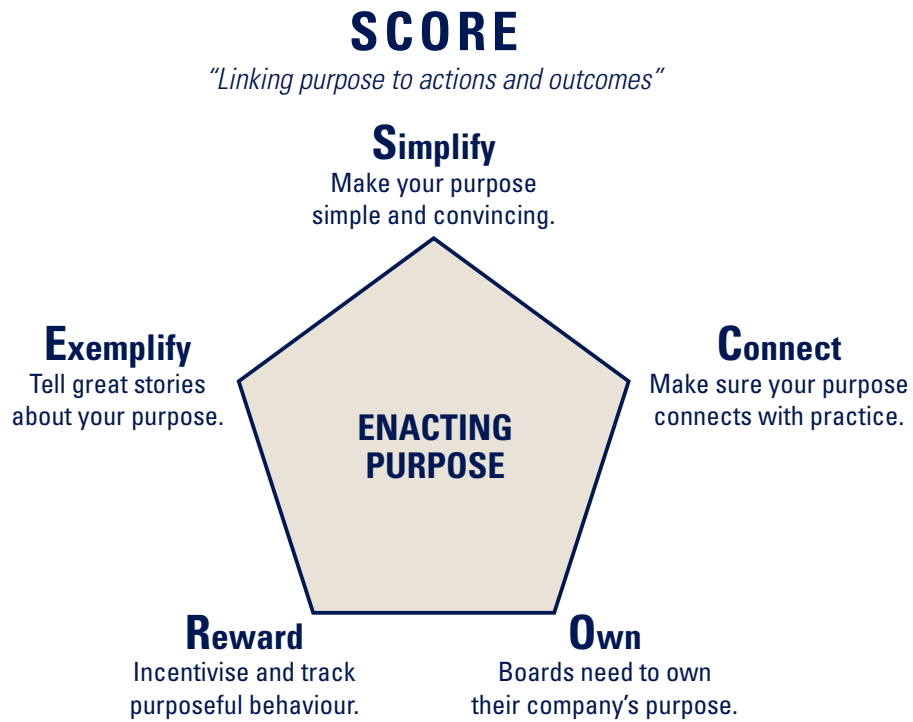 SCORE
“Linking purpose to actions and outcomes”
Simplify
Make your purpose
simple and convincing.
Connect
Make sure your purpose
connects with practice.
Own
Boards need to own
their company’s purpose.
Reward
Incentivise and track
purposeful behaviour.
Exemplify
Tell great stories
about your purpose.
ENACTING
PURPOSE